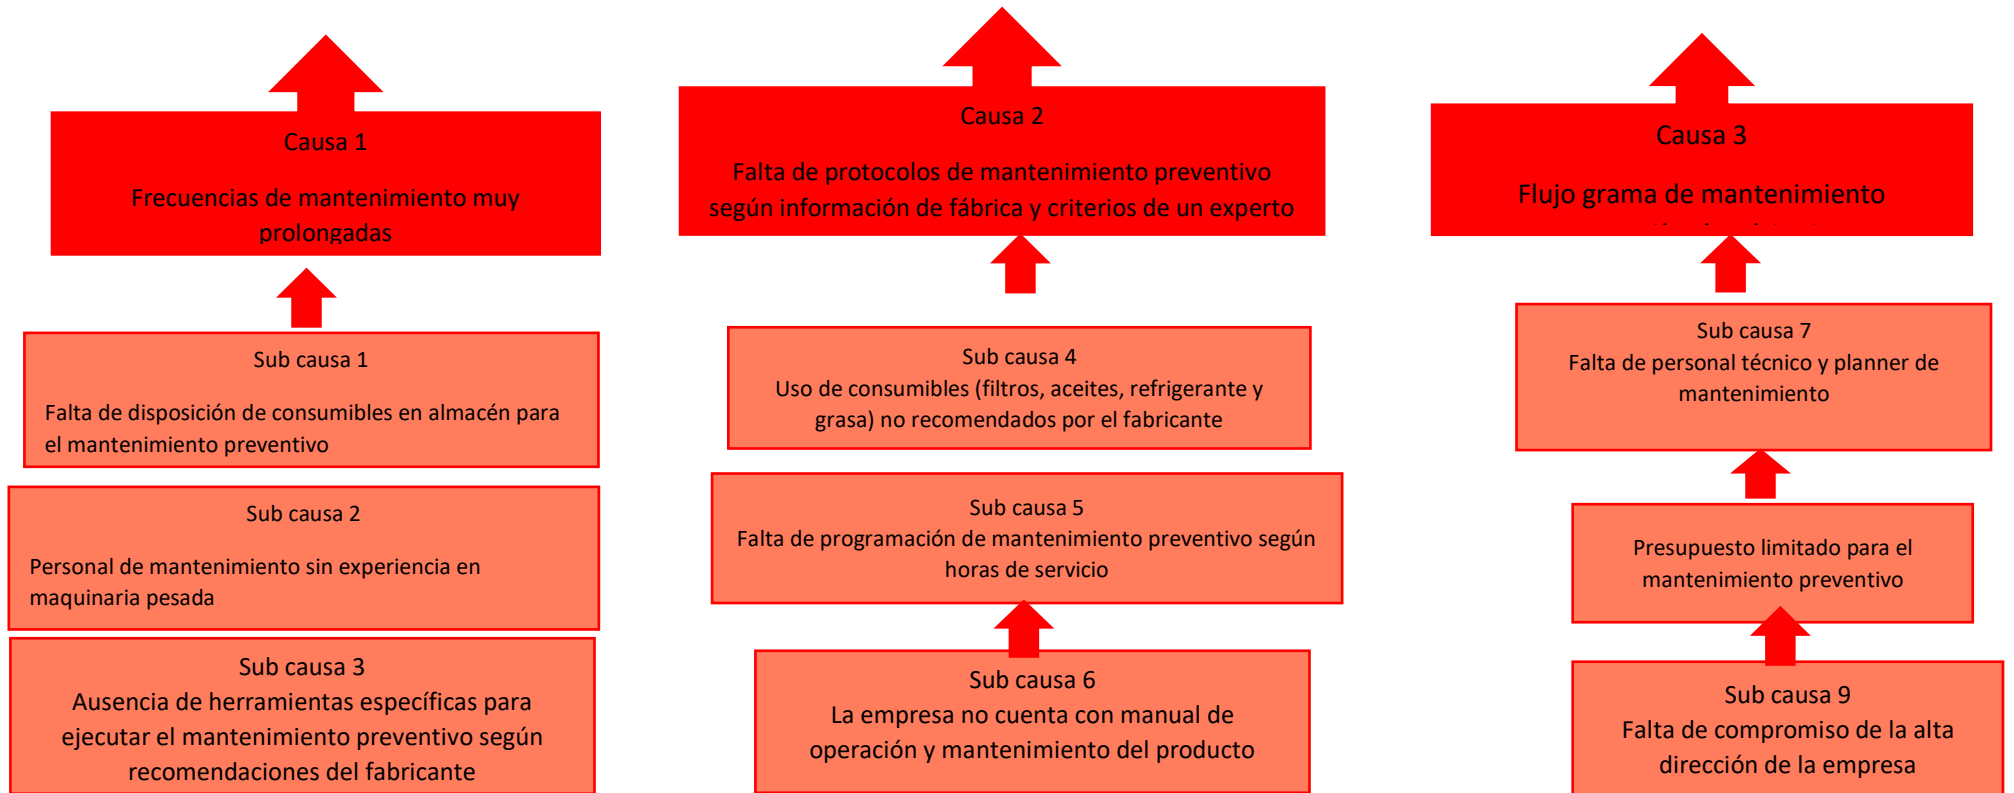 Causa 1
Frecuencias de mantenimiento muy
prolongadas
Sub causa 1
Falta de disposición de consumibles en almacén para
el mantenimiento preventivo
Sub causa 2
Personal de mantenimiento sin experiencia en
maquinaria pesada
Sub causa 3
Ausencia de herramientas específicas para
ejecutar el mantenimiento preventivo según
recomendaciones del fabricante
Causa 2
Falta de protocolos de mantenimiento preventivo
según información de fábrica y criterios de un experto
Sub causa 4
Uso de consumibles (filtros, aceites, refrigerante y
grasa) no recomendados por el fabricante
Sub causa 5
Falta de programación de mantenimiento preventivo según
horas de servicio
Sub causa 6
La empresa no cuenta con manual de
operación y mantenimiento del producto
Causa 3
Flujo grama de mantenimiento
Sub causa 7
Falta de personal técnico y planner de
mantenimiento
Presupuesto limitado para el
mantenimiento preventivo
Sub causa 9
Falta de compromiso de la alta
dirección de la empresa